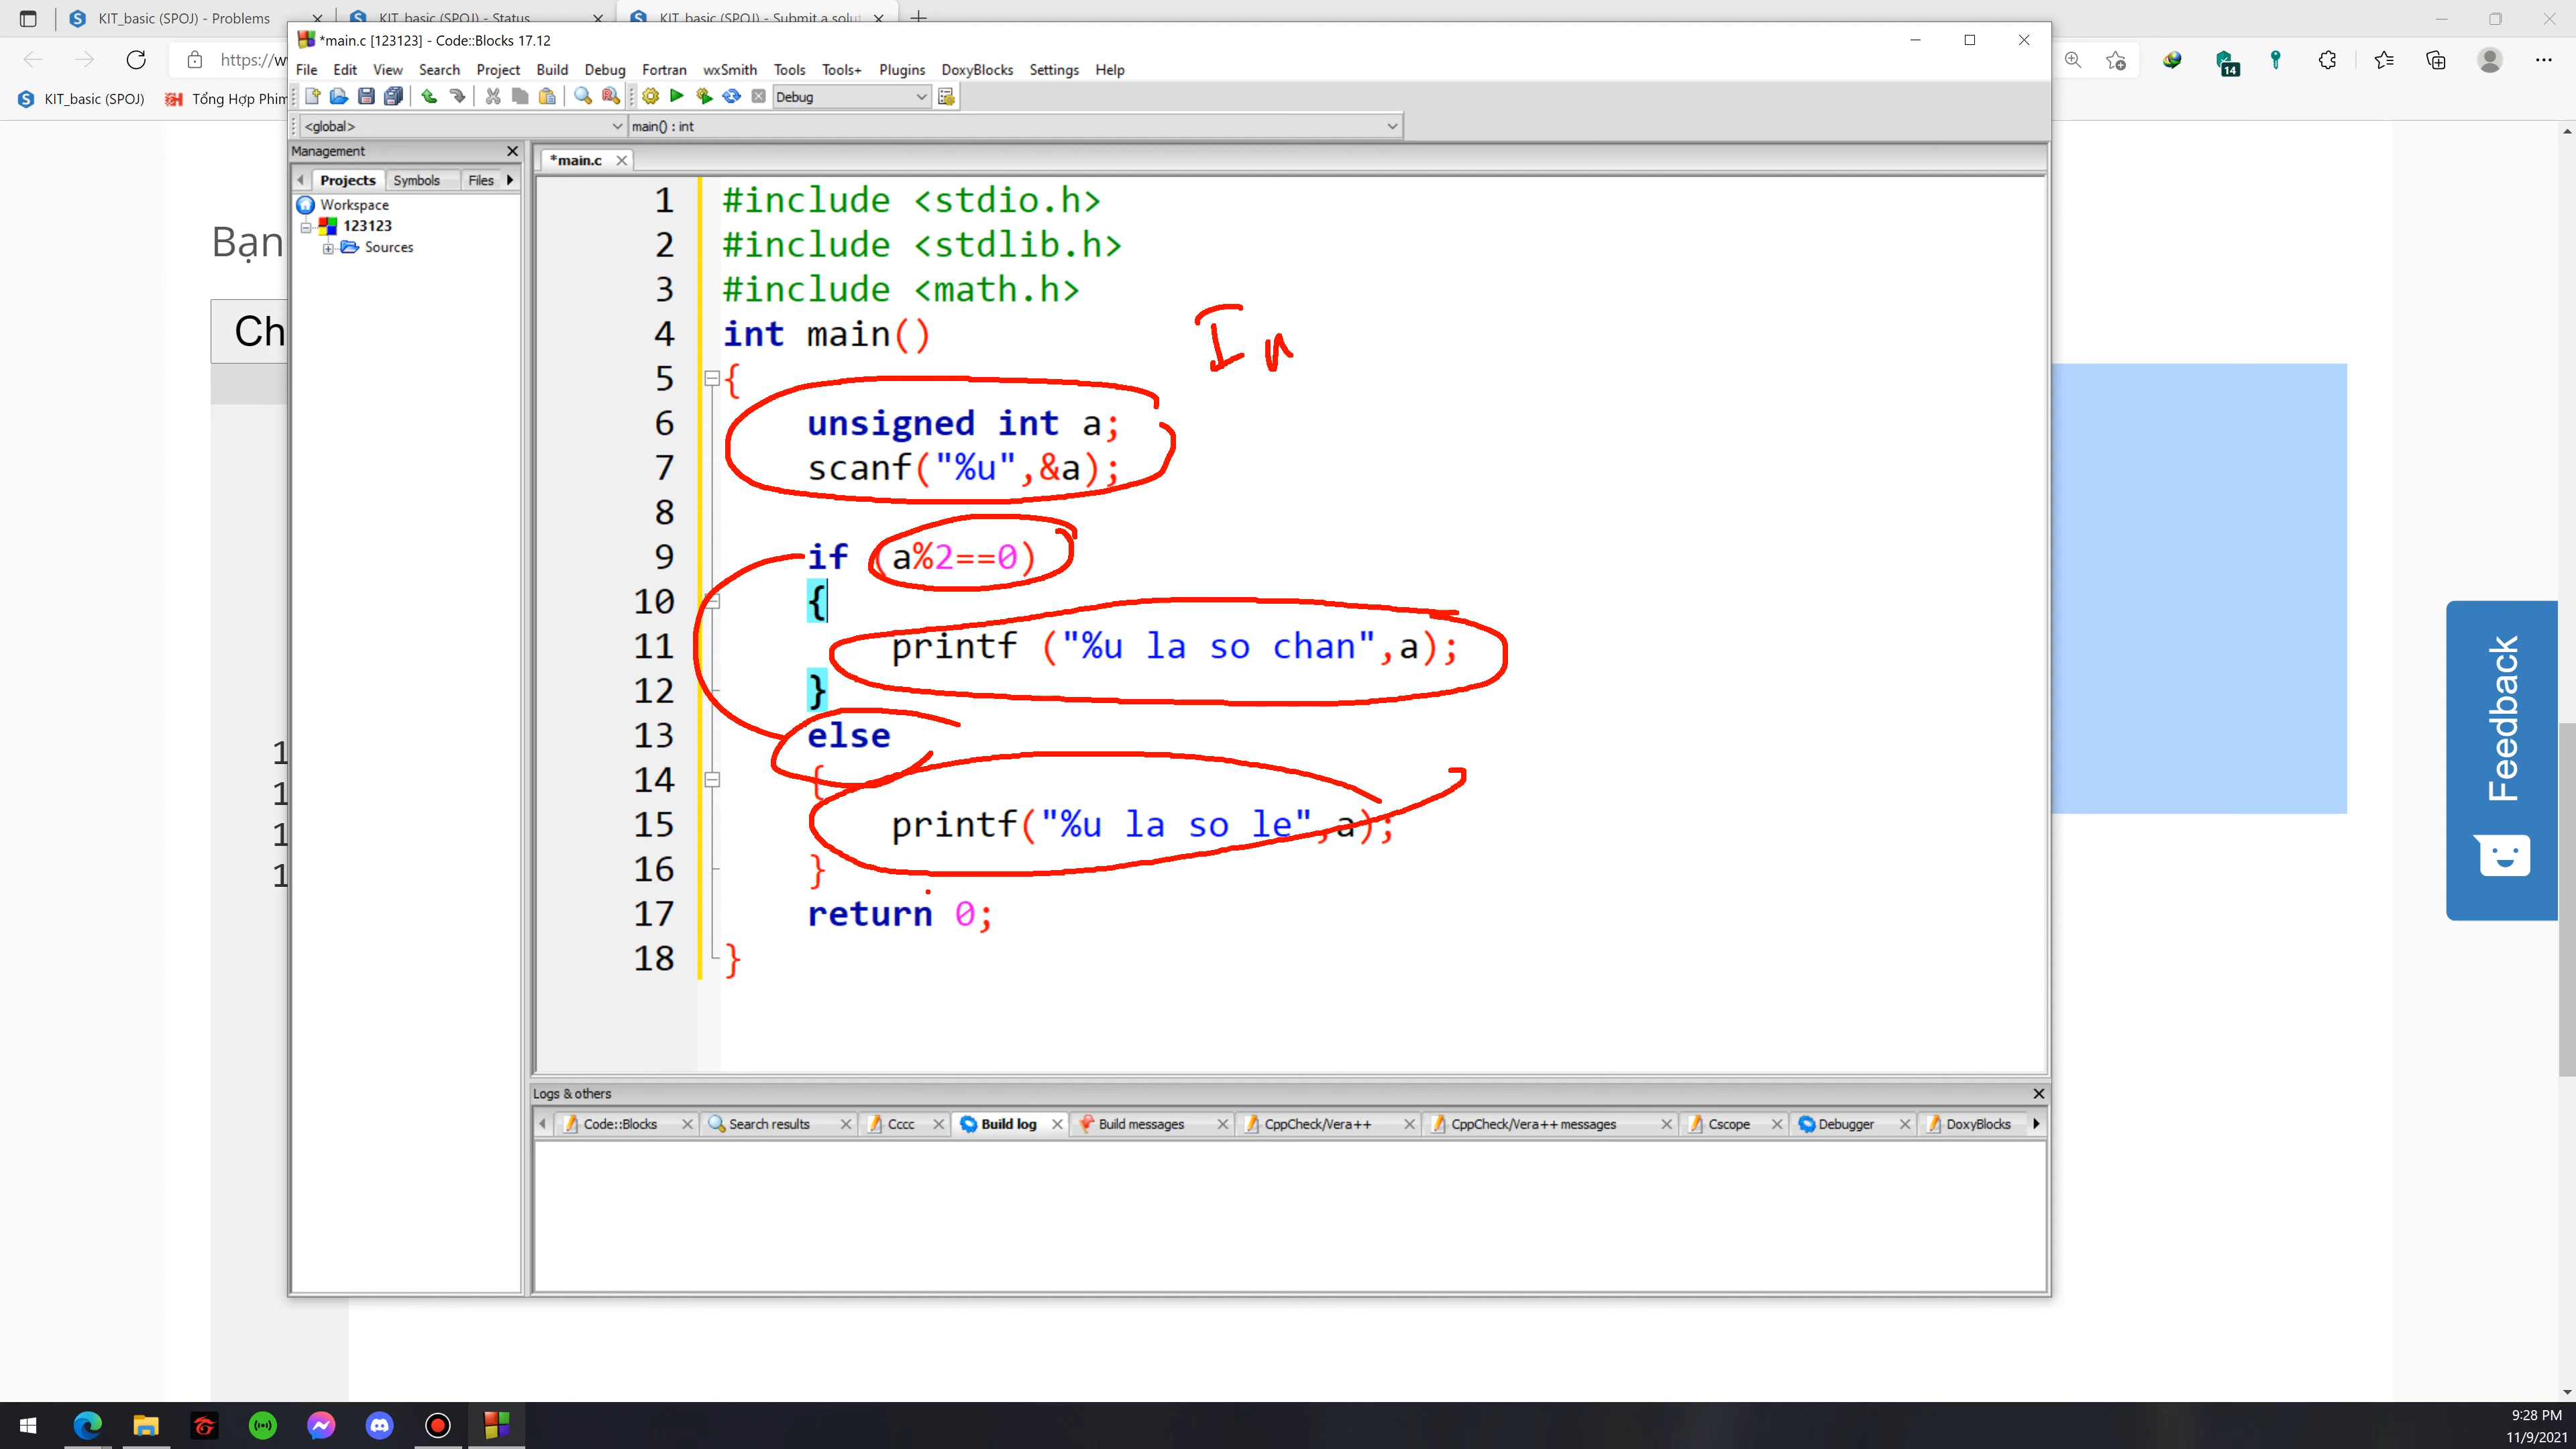 KIT_basic (SPOJ) - Problems
KIT_basic (SPOJ) - Status
KIT_basic (SPOJ) - Submit a solut
*main.c [123123] - Code::Blocks 17.12
https://w
14
File Edit View Search Project Build Debug Fortran wxSmith Tools Tools+ Plugins DoxyBlocks Settings Help
KIT_basic (SPOJ)
Tổng Hợp Phim
Debug
<global>
main() : int
Management
*main.c
Projects Symbols Files
Workspace
123123
Sources
Bạn
Ch
1 #include <stdio.h>
2 #include <stdlib.h>
3 #include <math.h>
4 int main()
In
5 {
6 unsigned int a;
7 scanf("%u",&a);
8
9 if (a%2==0)
10 {
11 printf ("%u la so chan",a);
12 }
13 else
14 {
15 printf("%u la so le",a);
16 }
17 return 0;
18 }
1
1
1
1
Feedback
Logs & others
Code::Blocks Search results Cccc Build log Build messages CppCheck/Vera++ CppCheck/Vera++ messages Cscope Debugger DoxyBlocks
9:28 PM
11/9/2021